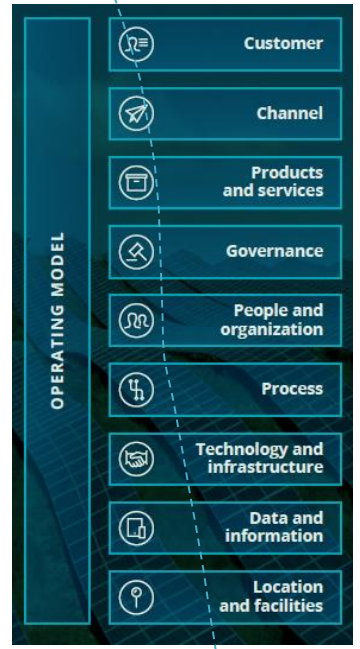 OPERATING MODEL
Customer
Channel
Products
and services
Governance
People and
organization
Process
Technology and
infrastructure
Data and
information
Location
and facilities